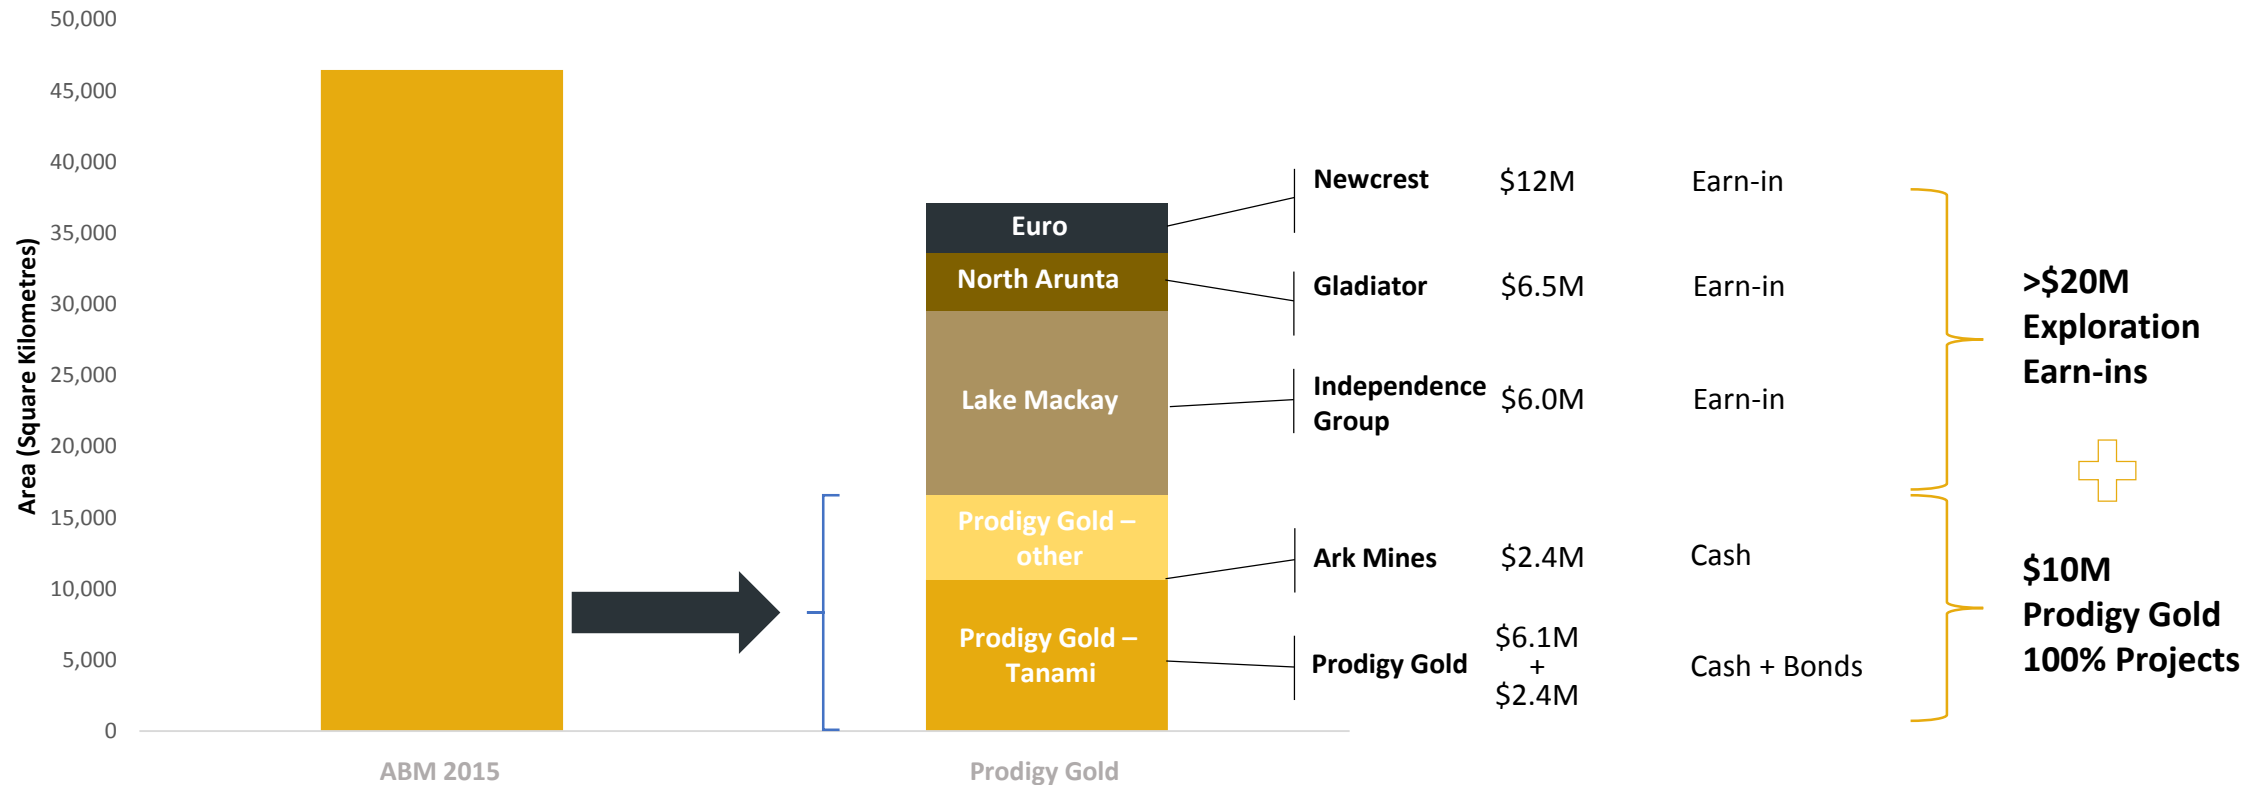 Area (Square Kilometres)
50,000
45,000
40,000
35,000
30,000
25,000
20,000
15,000
10,000
5,000
0
ABM 2015
Prodigy Gold
Euro
North Arunta
Lake Mackay
Prodigy Gold –
other
Prodigy Gold –
Tanami
Newcrest $12M Earn-in
Gladiator $6.5M Earn-in
Independence
Group
$6.0M Earn-in
Ark Mines $2.4M Cash
Prodigy Gold
$6.1M
+
$2.4M
Cash + Bonds
>$20M
Exploration
Earn-ins
$10M
Prodigy Gold
100% Projects